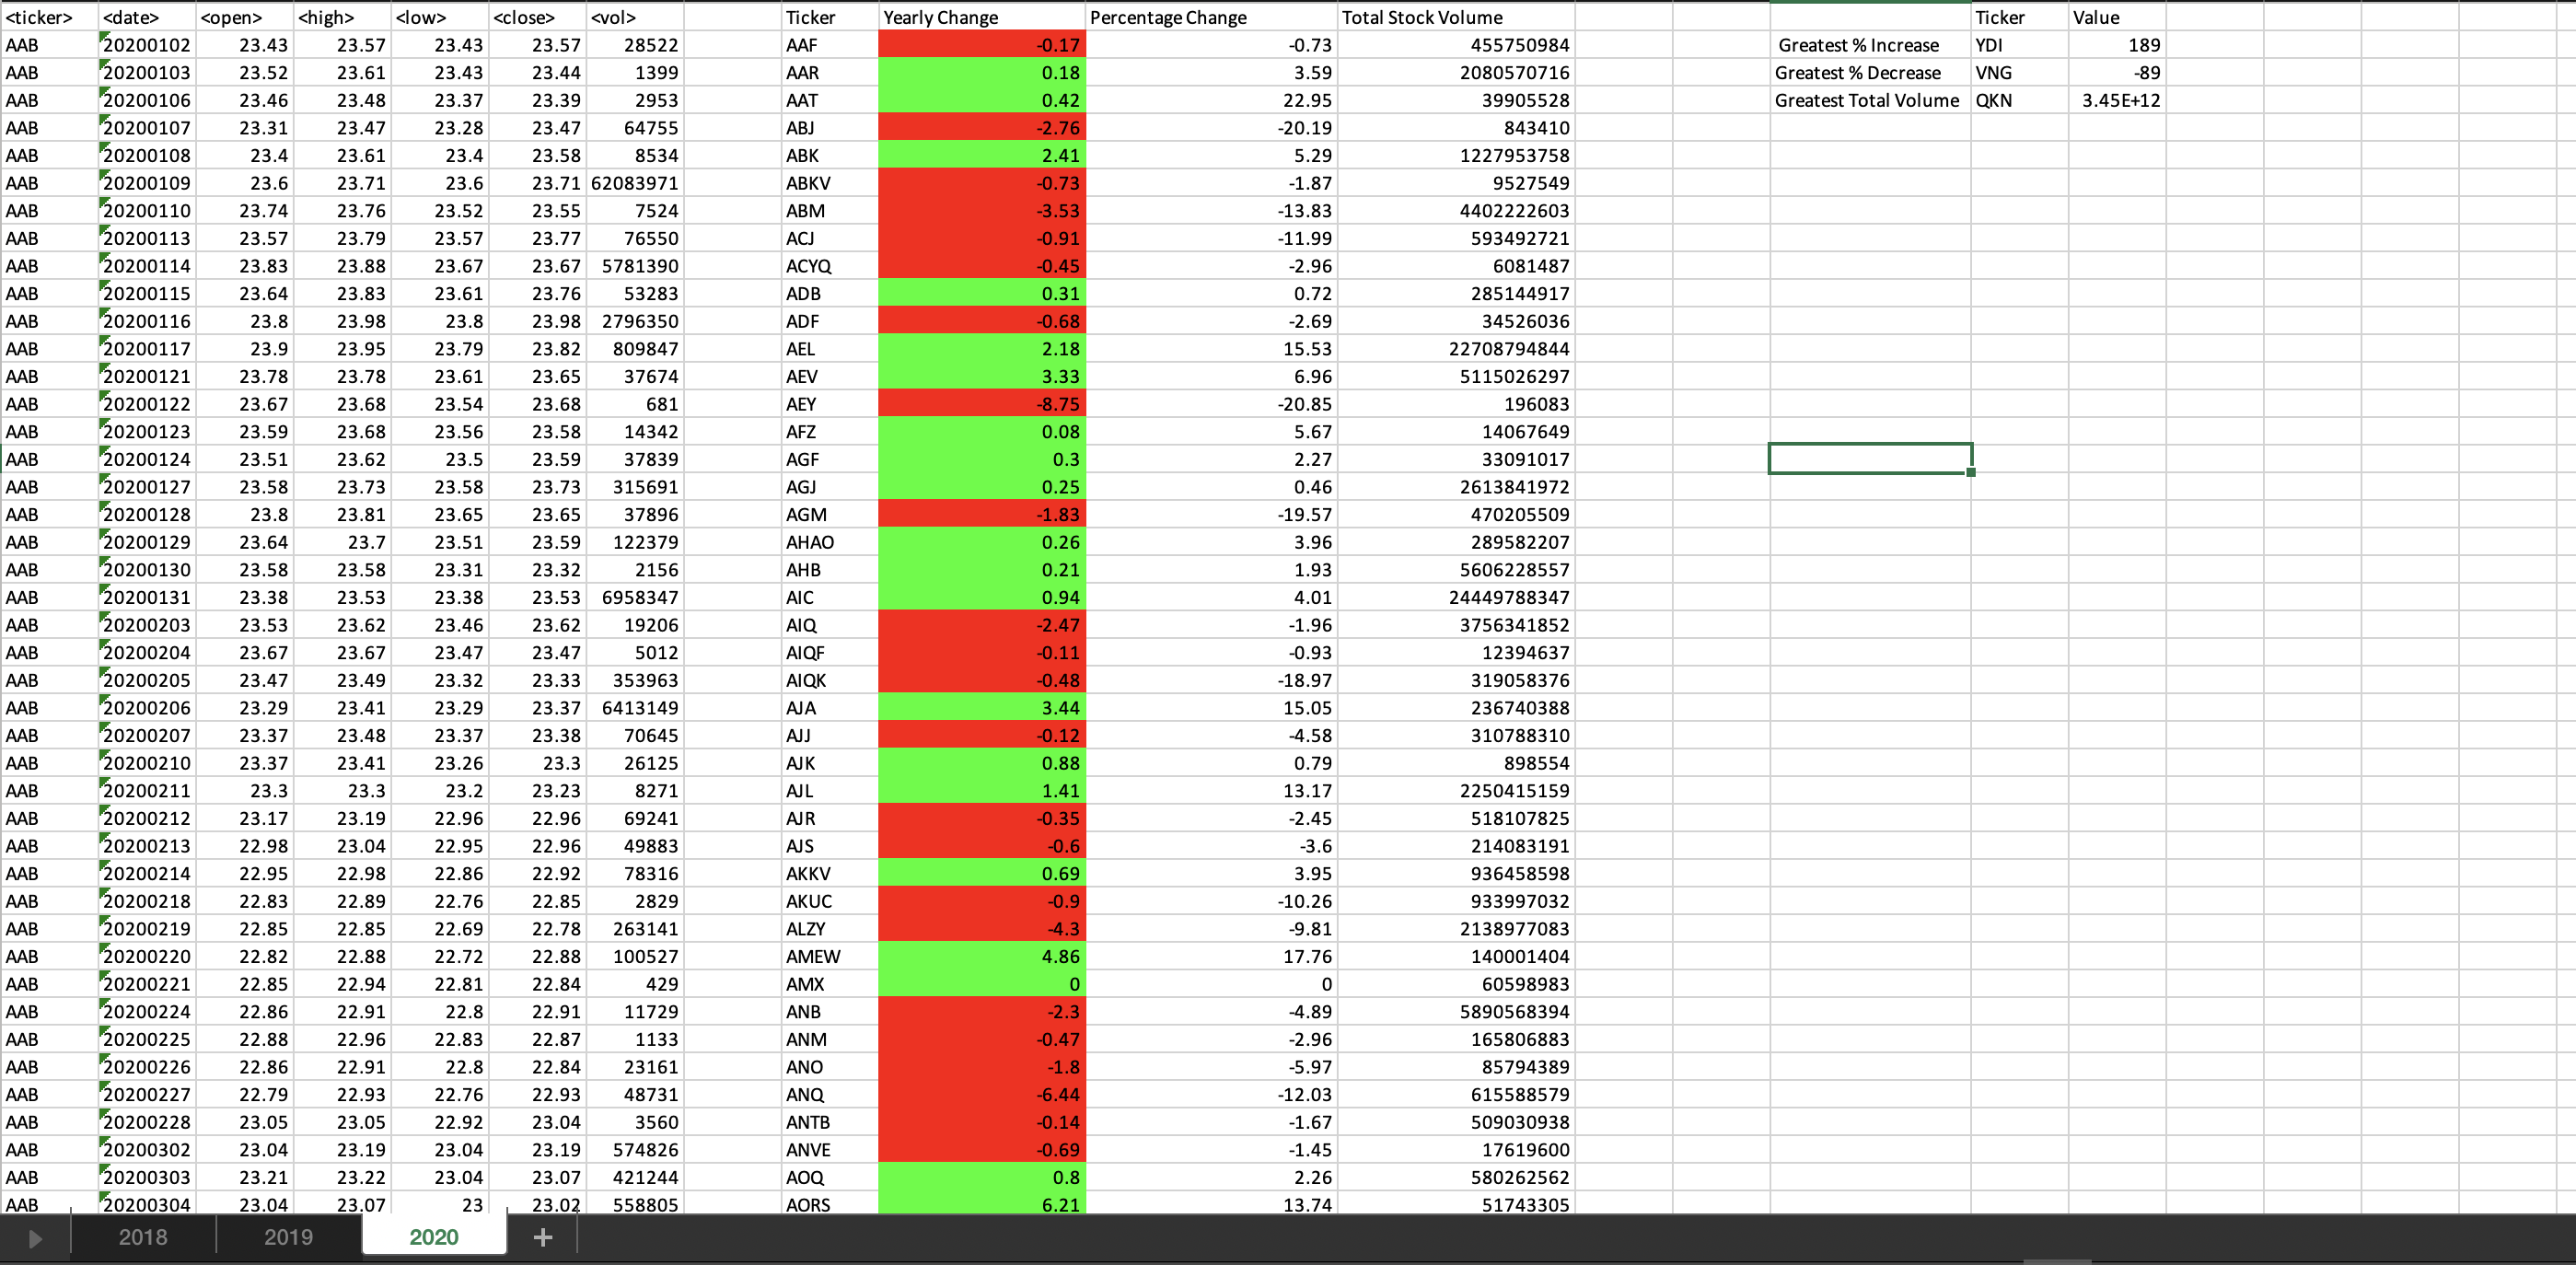 <ticker> <date> <open> <high> <low> <close> <vol> Ticker Yearly Change Percentage Change Total Stock Volume Ticker Value
AAB 20200102 23.43 23.57 23.43 23.57 28522 AAF -0.17 -0.73 455750984 Greatest % Increase YDI 189
AAB 20200103 23.52 23.61 23.43 23.44 1399 AAR 0.18 3.59 2080570716 Greatest % Decrease VNG -89
AAB 20200106 23.46 23.48 23.37 23.39 2953 AAT 0.42 22.95 39905528 Greatest Total Volume QKN 3.45E+12
AAB 20200107 23.31 23.47 23.28 23.47 64755 ABJ -2.76 -20.19 843410
AAB 20200108 23.4 23.61 23.4 23.58 8534 ABK 2.41 5.29 1227953758
AAB 20200109 23.6 23.71 23.6 23.71 62083971 ABKV -0.73 -1.87 9527549
AAB 20200110 23.74 23.76 23.52 23.55 7524 ABM -3.53 -13.83 4402222603
AAB 20200113 23.57 23.79 23.57 23.77 76550 ACJ -0.91 -11.99 593492721
AAB 20200114 23.83 23.88 23.67 23.67 5781390 ACYQ -0.45 -2.96 6081487
AAB 20200115 23.64 23.83 23.61 23.76 53283 ADB 0.31 0.72 285144917
AAB 20200116 23.8 23.98 23.8 23.98 2796350 ADF -0.68 -2.69 34526036
AAB 20200117 23.9 23.95 23.79 23.82 809847 AEL 2.18 15.53 22708794844
AAB 20200121 23.78 23.78 23.61 23.65 37674 AEV 3.33 6.96 5115026297
AAB 20200122 23.67 23.68 23.54 23.68 681 AEY -8.75 -20.85 196083
AAB 20200123 23.59 23.68 23.56 23.58 14342 AFZ 0.08 5.67 14067649
AAB 20200124 23.51 23.62 23.5 23.59 37839 AGF 0.3 2.27 33091017
AAB 20200127 23.58 23.73 23.58 23.73 315691 AGJ 0.25 0.46 2613841972
AAB 20200128 23.8 23.81 23.65 23.65 37896 AGM -1.83 -19.57 470205509
AAB 20200129 23.64 23.7 23.51 23.59 122379 AHAO 0.26 3.96 289582207
AAB 20200130 23.58 23.58 23.31 23.32 2156 AHB 0.21 1.93 5606228557
AAB 20200131 23.38 23.53 23.38 23.53 6958347 AIC 0.94 4.01 24449788347
AAB 20200203 23.53 23.62 23.46 23.62 19206 AIQ -2.47 -1.96 3756341852
AAB 20200204 23.67 23.67 23.47 23.47 5012 AIQF -0.11 -0.93 12394637
AAB 20200205 23.47 23.49 23.32 23.33 353963 AIQK -0.48 -18.97 319058376
AAB 20200206 23.29 23.41 23.29 23.37 6413149 AJA 3.44 15.05 236740388
AAB 20200207 23.37 23.48 23.37 23.38 70645 AJJ -0.12 -4.58 310788310
AAB 20200210 23.37 23.41 23.26 23.3 26125 AJK 0.88 0.79 898554
AAB 20200211 23.3 23.3 23.2 23.23 8271 AJL 1.41 13.17 2250415159
AAB 20200212 23.17 23.19 22.96 22.96 69241 AJR -0.35 -2.45 518107825
AAB 20200213 22.98 23.04 22.95 22.96 49883 AJS -0.6 -3.6 214083191
AAB 20200214 22.95 22.98 22.86 22.92 78316 AKKV 0.69 3.95 936458598
AAB 20200218 22.83 22.89 22.76 22.85 2829 AKUC -0.9 -10.26 933997032
AAB 20200219 22.85 22.85 22.69 22.78 263141 ALZY -4.3 -9.81 2138977083
AAB 20200220 22.82 22.88 22.72 22.88 100527 AMEW 4.86 17.76 140001404
AAB 20200221 22.85 22.94 22.81 22.84 429 AMX 0 0 60598983
AAB 20200224 22.86 22.91 22.8 22.91 11729 ANB -2.3 -4.89 5890568394
AAB 20200225 22.88 22.96 22.83 22.87 1133 ANM -0.47 -2.96 165806883
AAB 20200226 22.86 22.91 22.8 22.84 23161 ANO -1.8 -5.97 85794389
AAB 20200227 22.79 22.93 22.76 22.93 48731 ANQ -6.44 -12.03 615588579
AAB 20200228 23.05 23.05 22.92 23.04 3560 ANTB -0.14 -1.67 509030938
AAB 20200302 23.04 23.19 23.04 23.19 574826 ANVE -0.69 -1.45 17619600
AAB 20200303 23.21 23.22 23.04 23.07 421244 AOQ 0.8 2.26 580262562
AAB 20200304 23.04 23.07 23 23.02 558805 AORS 6.21 13.74 51743305
2018 2019 2020 +